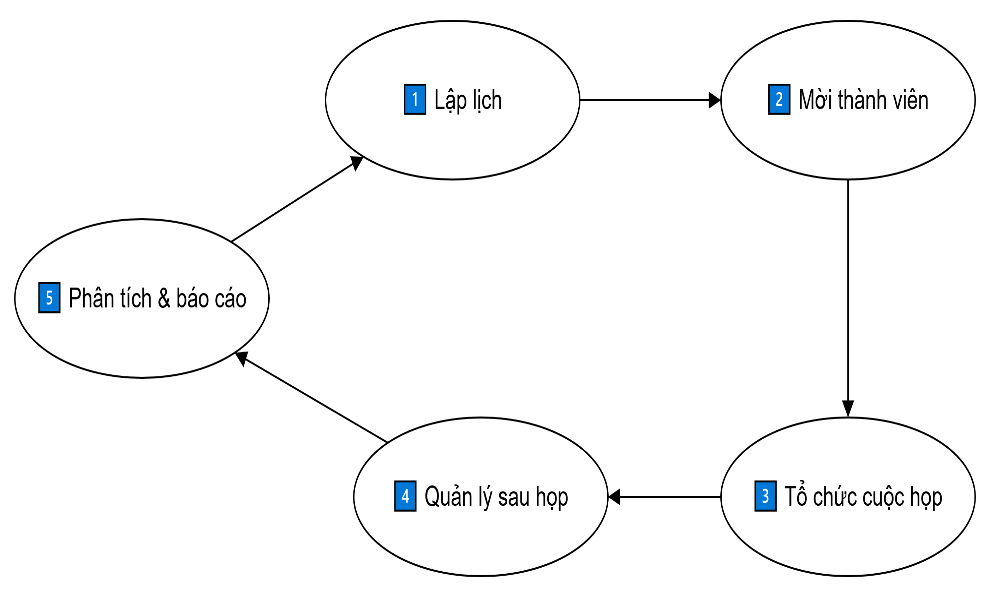 1 Lập lịch
2 Mời thành viên
3 Tổ chức cuộc họp
4 Quản lý sau họp
5 Phân tích & báo cáo